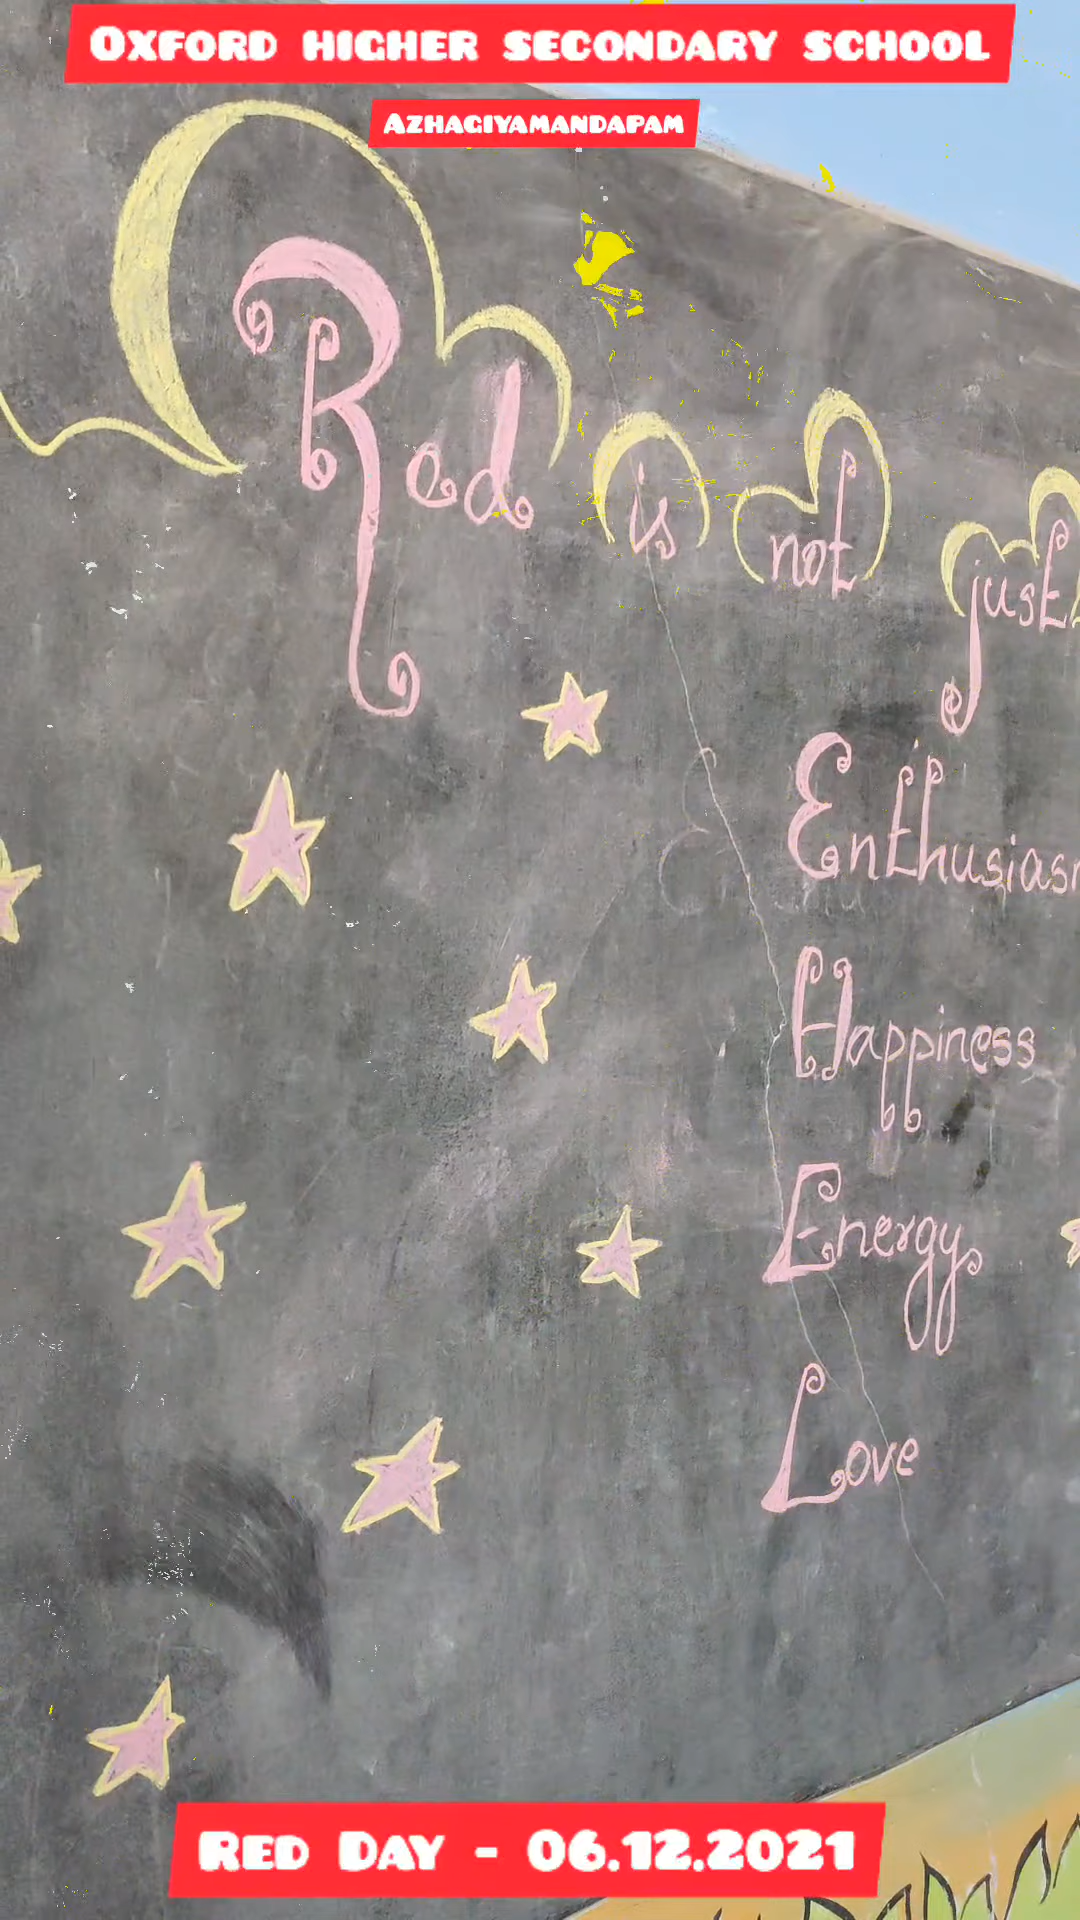 Oxford higher secondary school
Azhagiyamandapam
Red is not just
Enthusiasm
Happiness
Energy
Love
Red Day - 06.12.2021